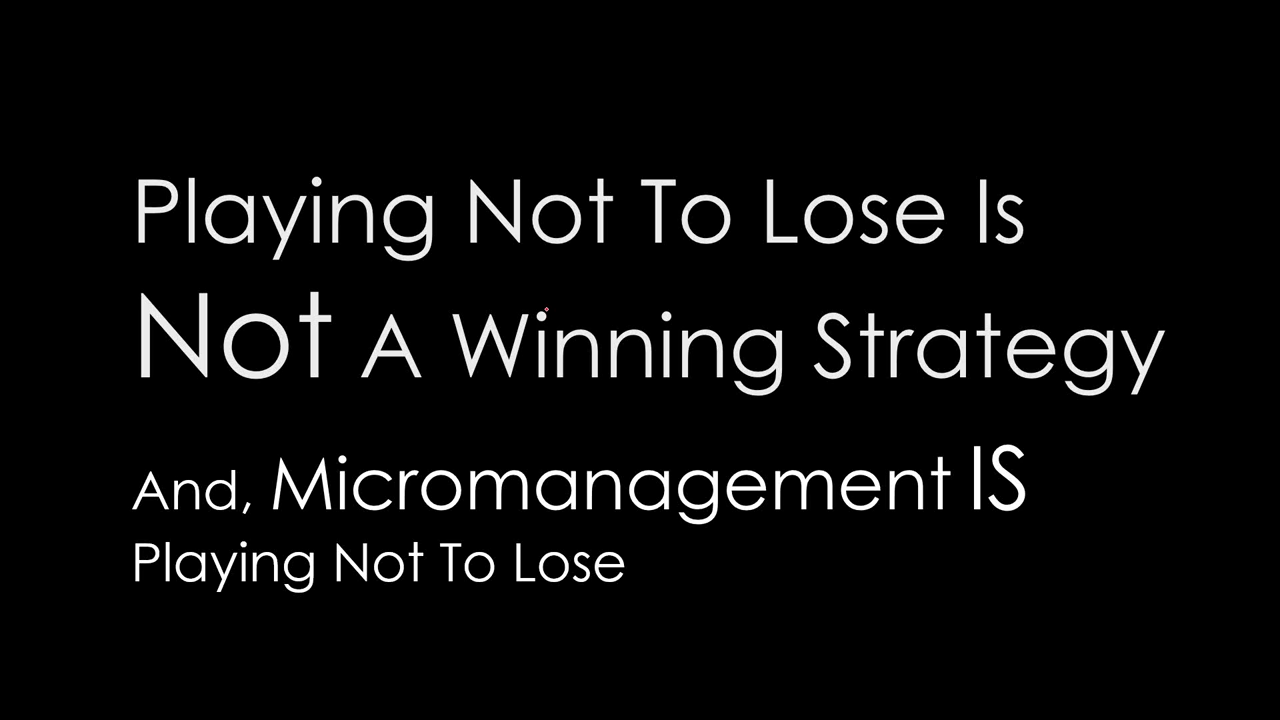 Playing Not To Lose Is
Not A Winning Strategy
And, Micromanagement IS
Playing Not To Lose